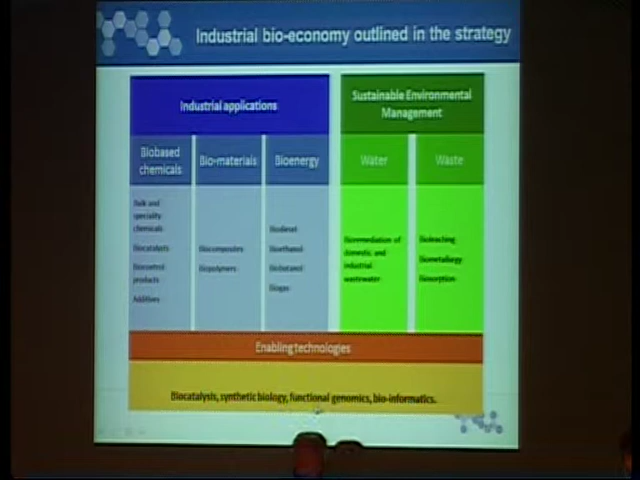 Industrial bio-economy outlined in the strategy
Industrial applications
Sustainable Environmental
Management
Biobased
chemicals
Bio-materials
Bioenergy
Water
Waste
Bulk and
speciality
chemicals
Biocatalysts
Biocontrol
products
Additives
Biocomposites
Biopolymers
Biodiesel
Bioethanol
Biobutanol
Biogas
Bioremediation of
domestic and
industrial
wastewater
Bioleaching
Biometallurgy
Biosorption
Enabling technologies
Biocatalysis, synthetic biology, functional genomics, bio-informatics.